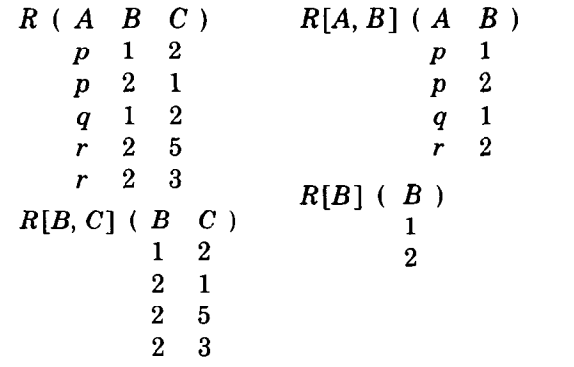 R ( A B C )
p 1 2
p 2 1
q 1 2
r 2 5
r 2 3
R[A, B] ( A B )
p 1
p 2
q 1
r 2
R[B, C] ( B C )
1 2
2 1
2 5
2 3
R[B] ( B )
1
2